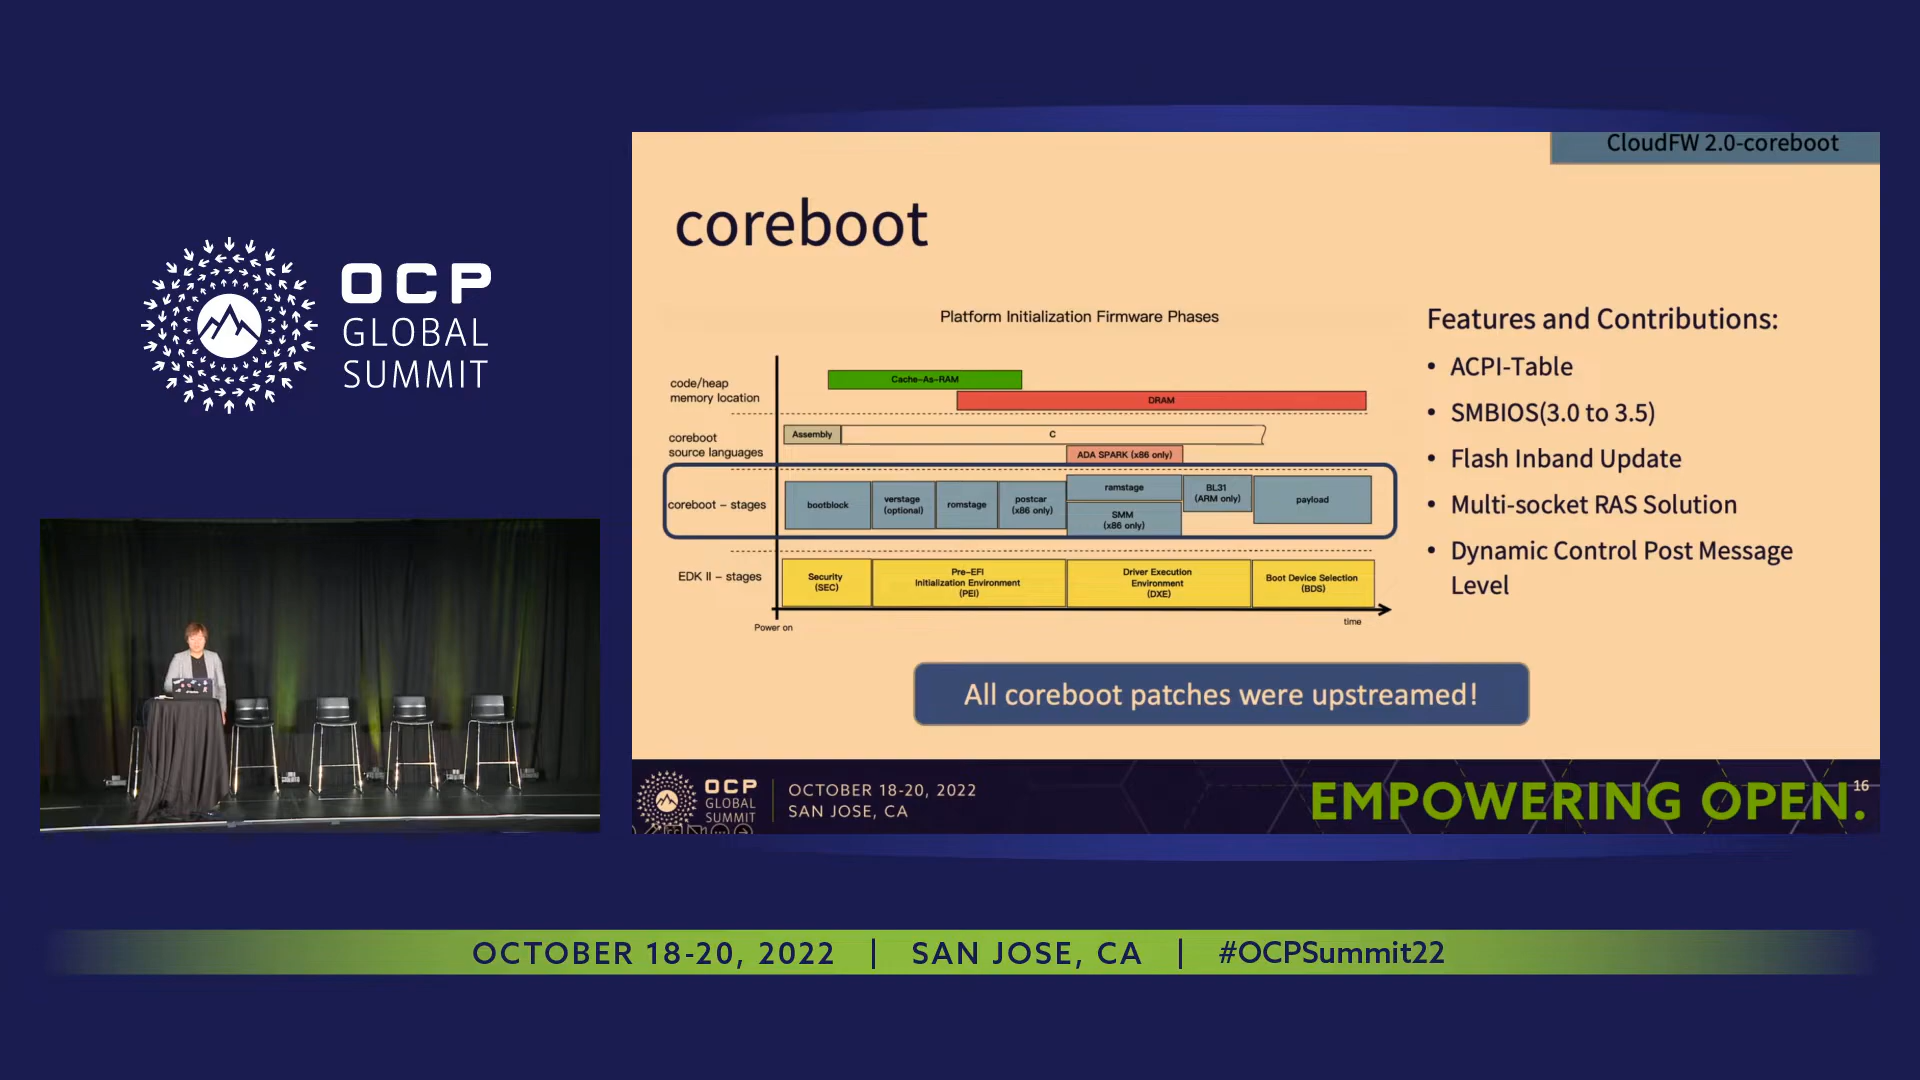 OCP
GLOBAL
SUMMIT
CloudFW 2.0-coreboot
coreboot
Platform Initialization Firmware Phases
code/heap
memory location
Cache-As-RAM
DRAM
coreboot
source languages
Assembly
C
ADA SPARK (x86 only)
coreboot – stages
bootblock
verstage
(optional)
romstage
postcar
(x86 only)
ramstage
SMM
(x86 only)
BL31
(ARM only)
payload
EDK II – stages
Security
(SEC)
Pre-EFI
Initialization Environment
(PEI)
Driver Execution
Environment
(DXE)
Boot Device Selection
(BDS)
Power on
time
Features and Contributions:
• ACPI-Table
• SMBIOS(3.0 to 3.5)
• Flash Inband Update
• Multi-socket RAS Solution
• Dynamic Control Post Message
Level
All coreboot patches were upstreamed!
OCP
GLOBAL
SUMMIT
OCTOBER 18-20, 2022
SAN JOSE, CA
EMPOWERING OPEN.
16
OCTOBER 18-20, 2022 | SAN JOSE, CA | #OCPSummit22